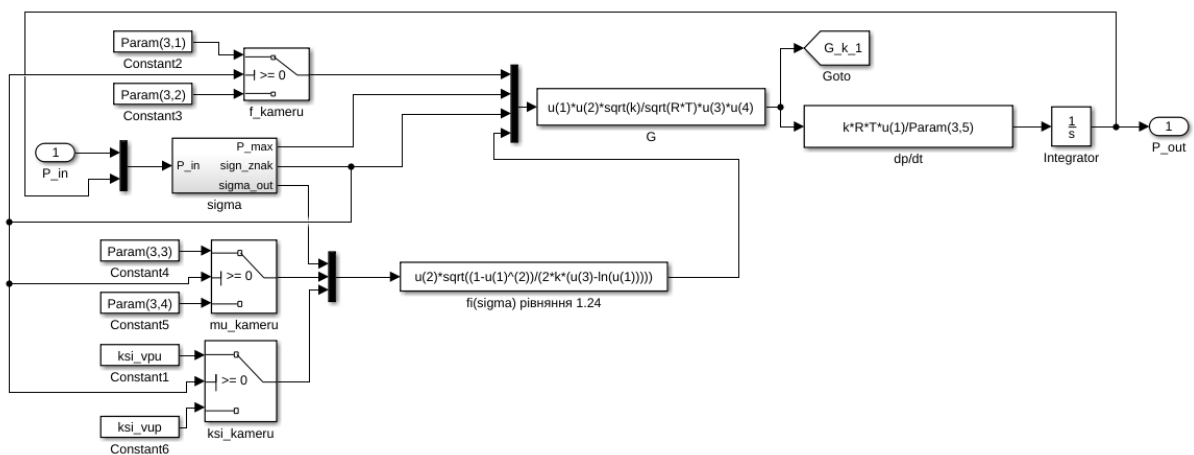 Param(3,1)
Constant2
Param(3,2)
Constant3
>= 0
f_kameru
1
P_in
P_in
P_max
sign_znak
sigma_out
sigma
Param(3,3)
Constant4
Param(3,4)
Constant5
>= 0
mu_kameru
ksi_vpu
Constant1
ksi_vup
Constant6
>= 0
ksi_kameru
u(2)*sqrt((1-u(1)^(2))/(2*k*(u(3)-ln(u(1)))))
fi(sigma) рівняння 1.24
u(1)*u(2)*sqrt(k)/sqrt(R*T)*u(3)*u(4)
G
G_k_1
Goto
k*R*T*u(1)/Param(3,5)
dp/dt
1
s
Integrator
1
P_out